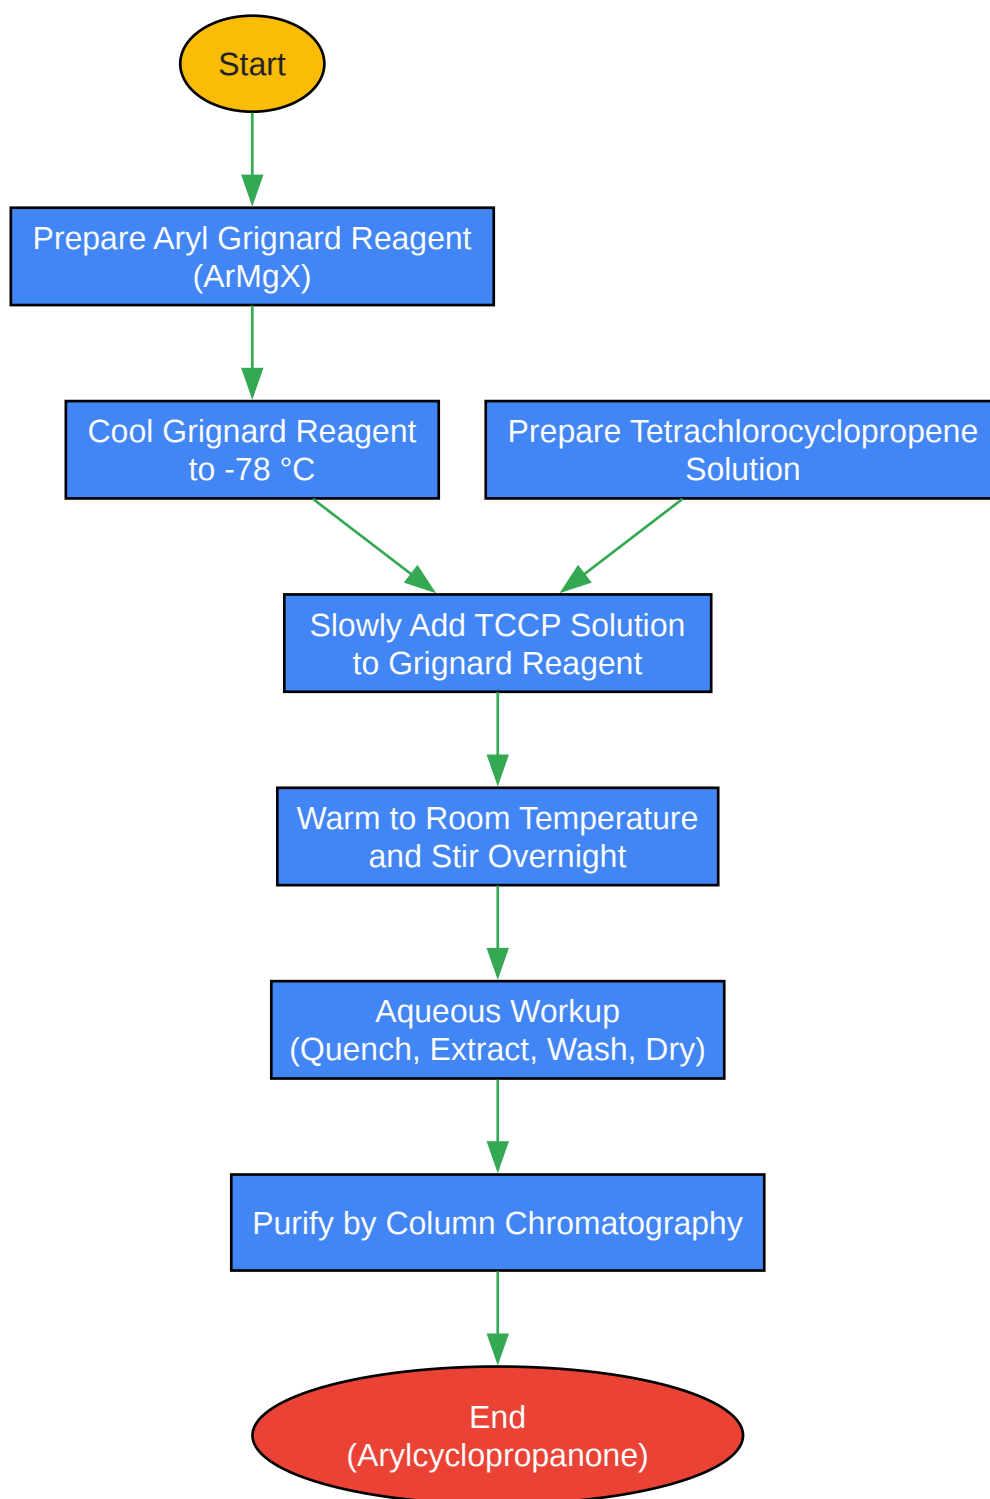 Start
Prepare Aryl Grignard Reagent
(ArMgX)
Cool Grignard Reagent
to -78 °C
Prepare Tetrachlorocyclopropene
Solution
Slowly Add TCCP Solution
to Grignard Reagent
Warm to Room Temperature
and Stir Overnight
Aqueous Workup
(Quench, Extract, Wash, Dry)
Purify by Column Chromatography
End
(Arylcyclopropanone)